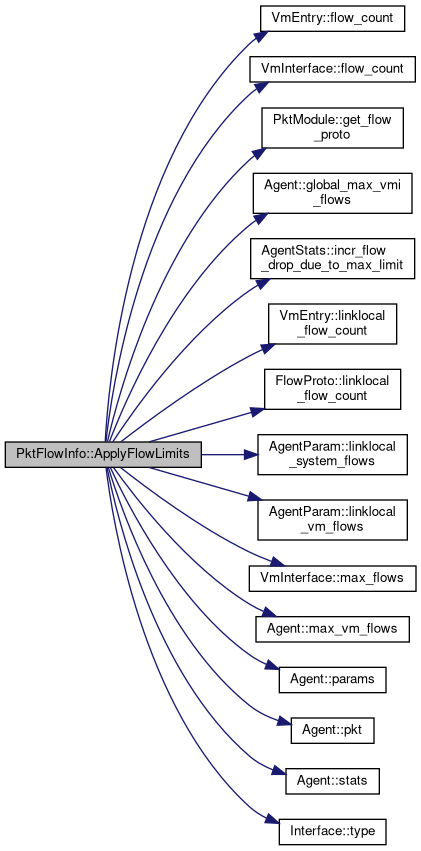 VmEntry::flow_count
VmInterface::flow_count
PktModule::get_flow
_proto
Agent::global_max_vmi
_flows
AgentStats::incr_flow
_drop_due_to_max_limit
VmEntry::linklocal
_flow_count
FlowProto::linklocal
_flow_count
PktFlowInfo::ApplyFlowLimits
AgentParam::linklocal
_system_flows
AgentParam::linklocal
_vm_flows
VmInterface::max_flows
Agent::max_vm_flows
Agent::params
Agent::pkt
Agent::stats
Interface::type